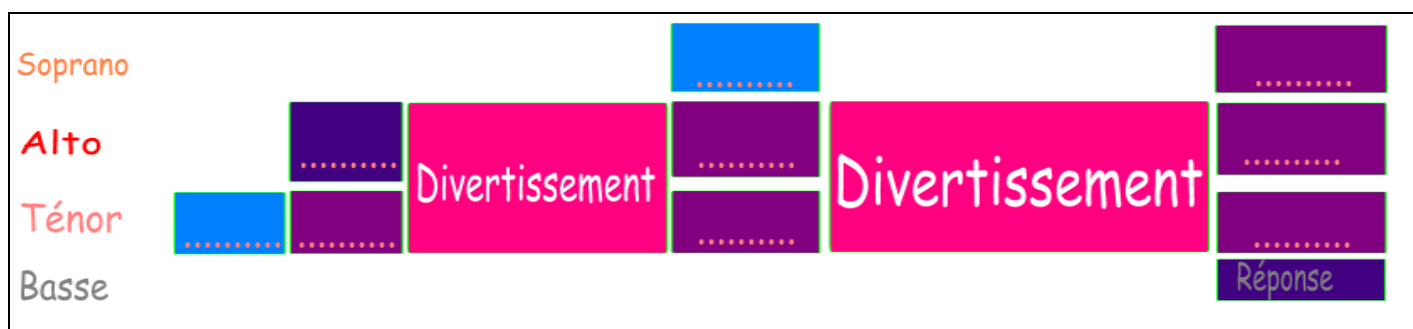 Soprano .......... ..........
Alto .......... Divertissement .......... Divertissement ..........
Ténor .......... .......... .......... ..........
Basse Réponse